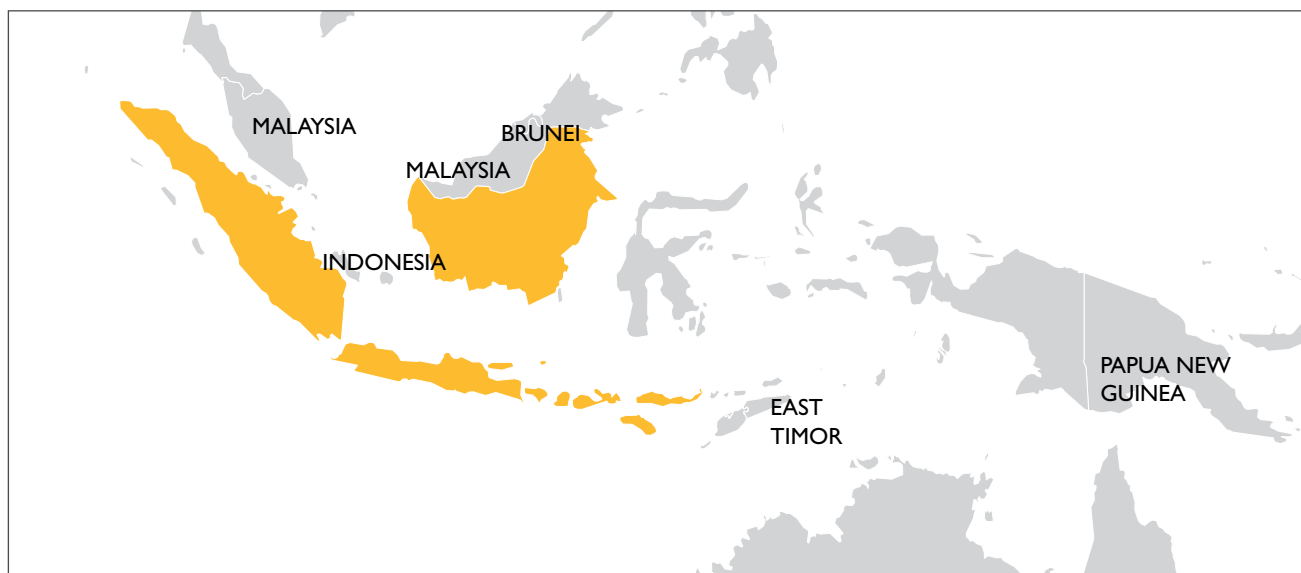 MALAYSIA
BRUNEI
MALAYSIA
INDONESIA
PAPUA NEW
GUINEA
EAST
TIMOR